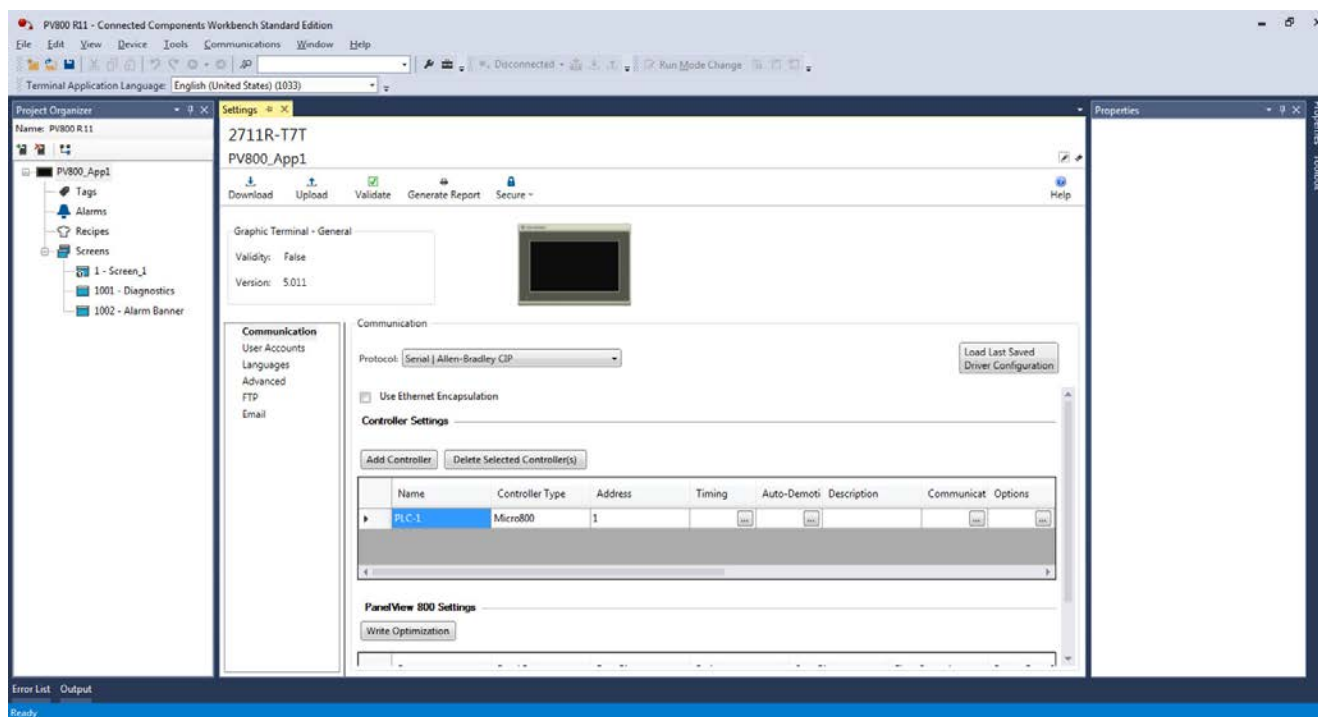 PV800 R11 - Connected Components Workbench Standard Edition
File Edit View Device Tools Communications Window Help
Disconnected Run Mode Change
Terminal Application Language: English (United States) (1033)
Project Organizer
Name: PV800 R11
PV800_App1
Tags
Alarms
Recipes
Screens
1 - Screen_1
1001 - Diagnostics
1002 - Alarm Banner
Settings
2711R-T7T
PV800_App1
Download Upload Validate Generate Report Secure Help
Graphic Terminal - General
Validity: False
Version: 5.011
Communication
User Accounts
Languages
Advanced
FTP
Email
Communication
Protocol: Serial | Allen-Bradley CIP
Load Last Saved
Driver Configuration
Use Ethernet Encapsulation
Controller Settings
Add Controller Delete Selected Controller(s)
Name Controller Type Address Timing Auto-Demoti Description Communicat Options
PLC-1 Micro800 1 ... ... ... ...
PanelView 800 Settings
Write Optimization
Properties
Properties
Toolbox
Error List Output
Ready